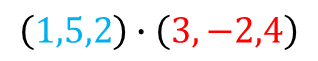 (1,5,2) · (3, −2,4)